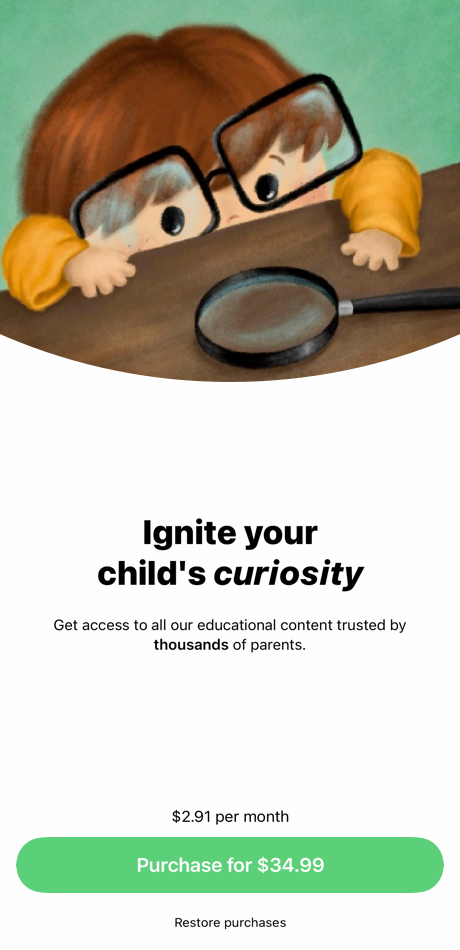 Ignite your
child's curiosity
Get access to all our educational content trusted by
thousands of parents.
$2.91 per month
Purchase for $34.99
Restore purchases